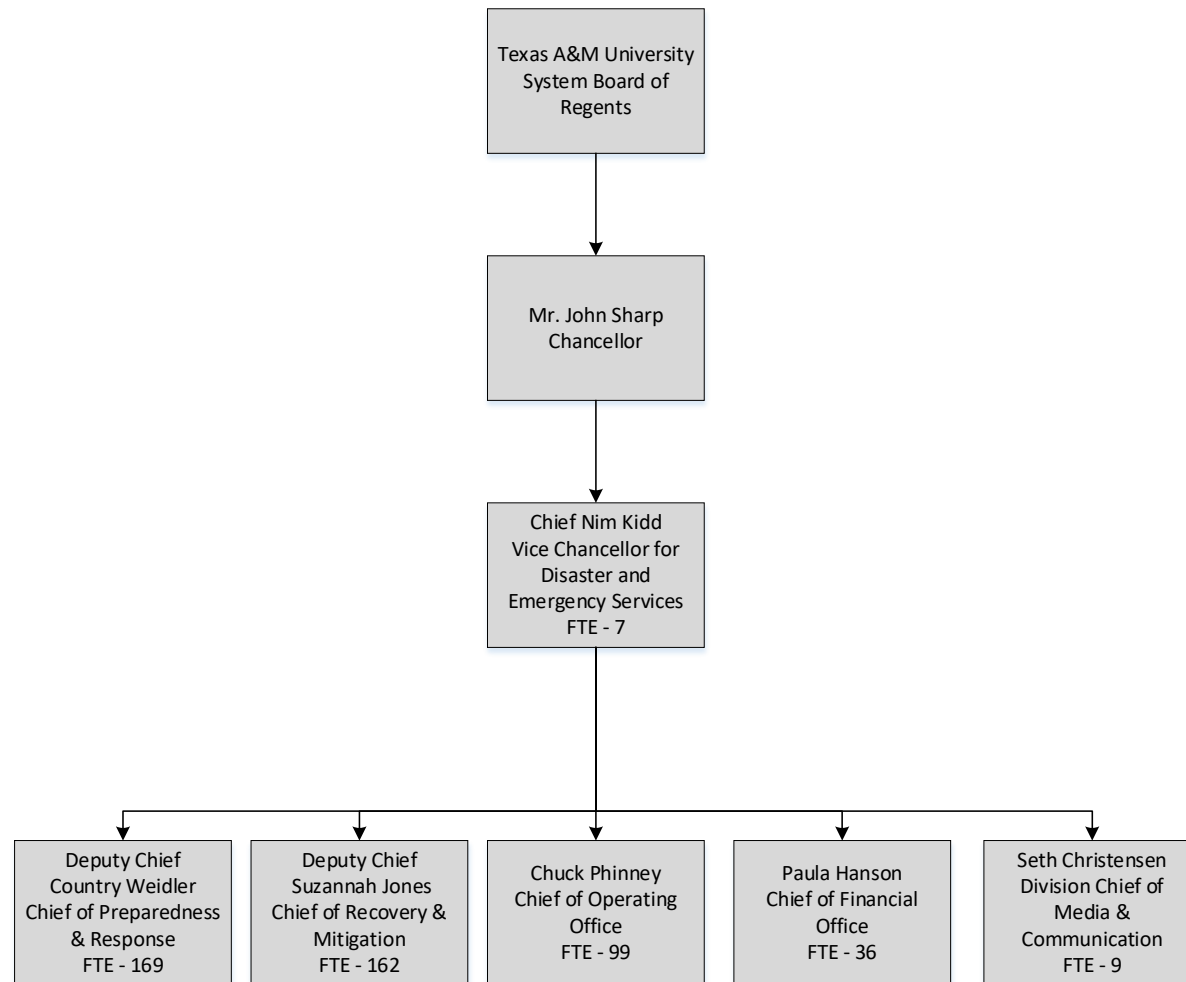 Texas A&M University
System Board of
Regents
Mr. John Sharp
Chancellor
Chief Nim Kidd
Vice Chancellor for
Disaster and
Emergency Services
FTE - 7
Deputy Chief
Country Weidler
Chief of Preparedness
& Response
FTE - 169
Deputy Chief
Suzannah Jones
Chief of Recovery &
Mitigation
FTE - 162
Chuck Phinney
Chief of Operating
Office
FTE - 99
Paula Hanson
Chief of Financial
Office
FTE - 36
Seth Christensen
Division Chief of
Media &
Communication
FTE - 9